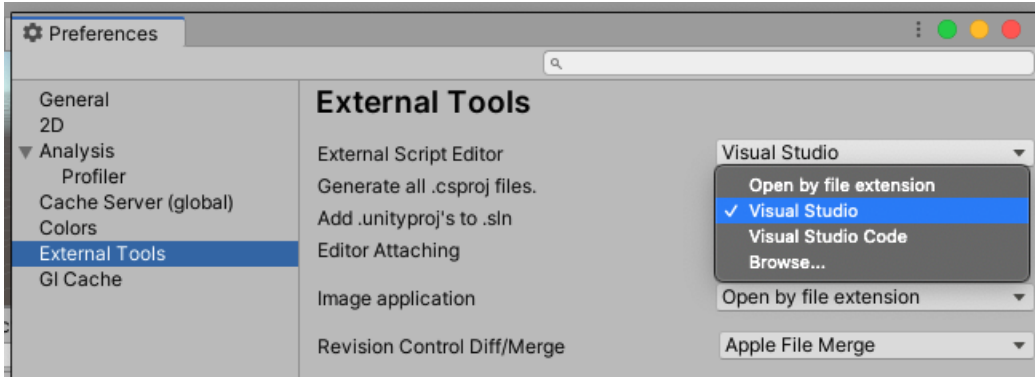 Preferences
General
2D
Analysis
Profiler
Cache Server (global)
Colors
External Tools
GI Cache
External Tools
External Script Editor
Visual Studio
Generate all .csproj files.
Add .unityproj's to .sln
Editor Attaching
Open by file extension
✓ Visual Studio
Visual Studio Code
Browse...
Image application
Open by file extension
Revision Control Diff/Merge
Apple File Merge